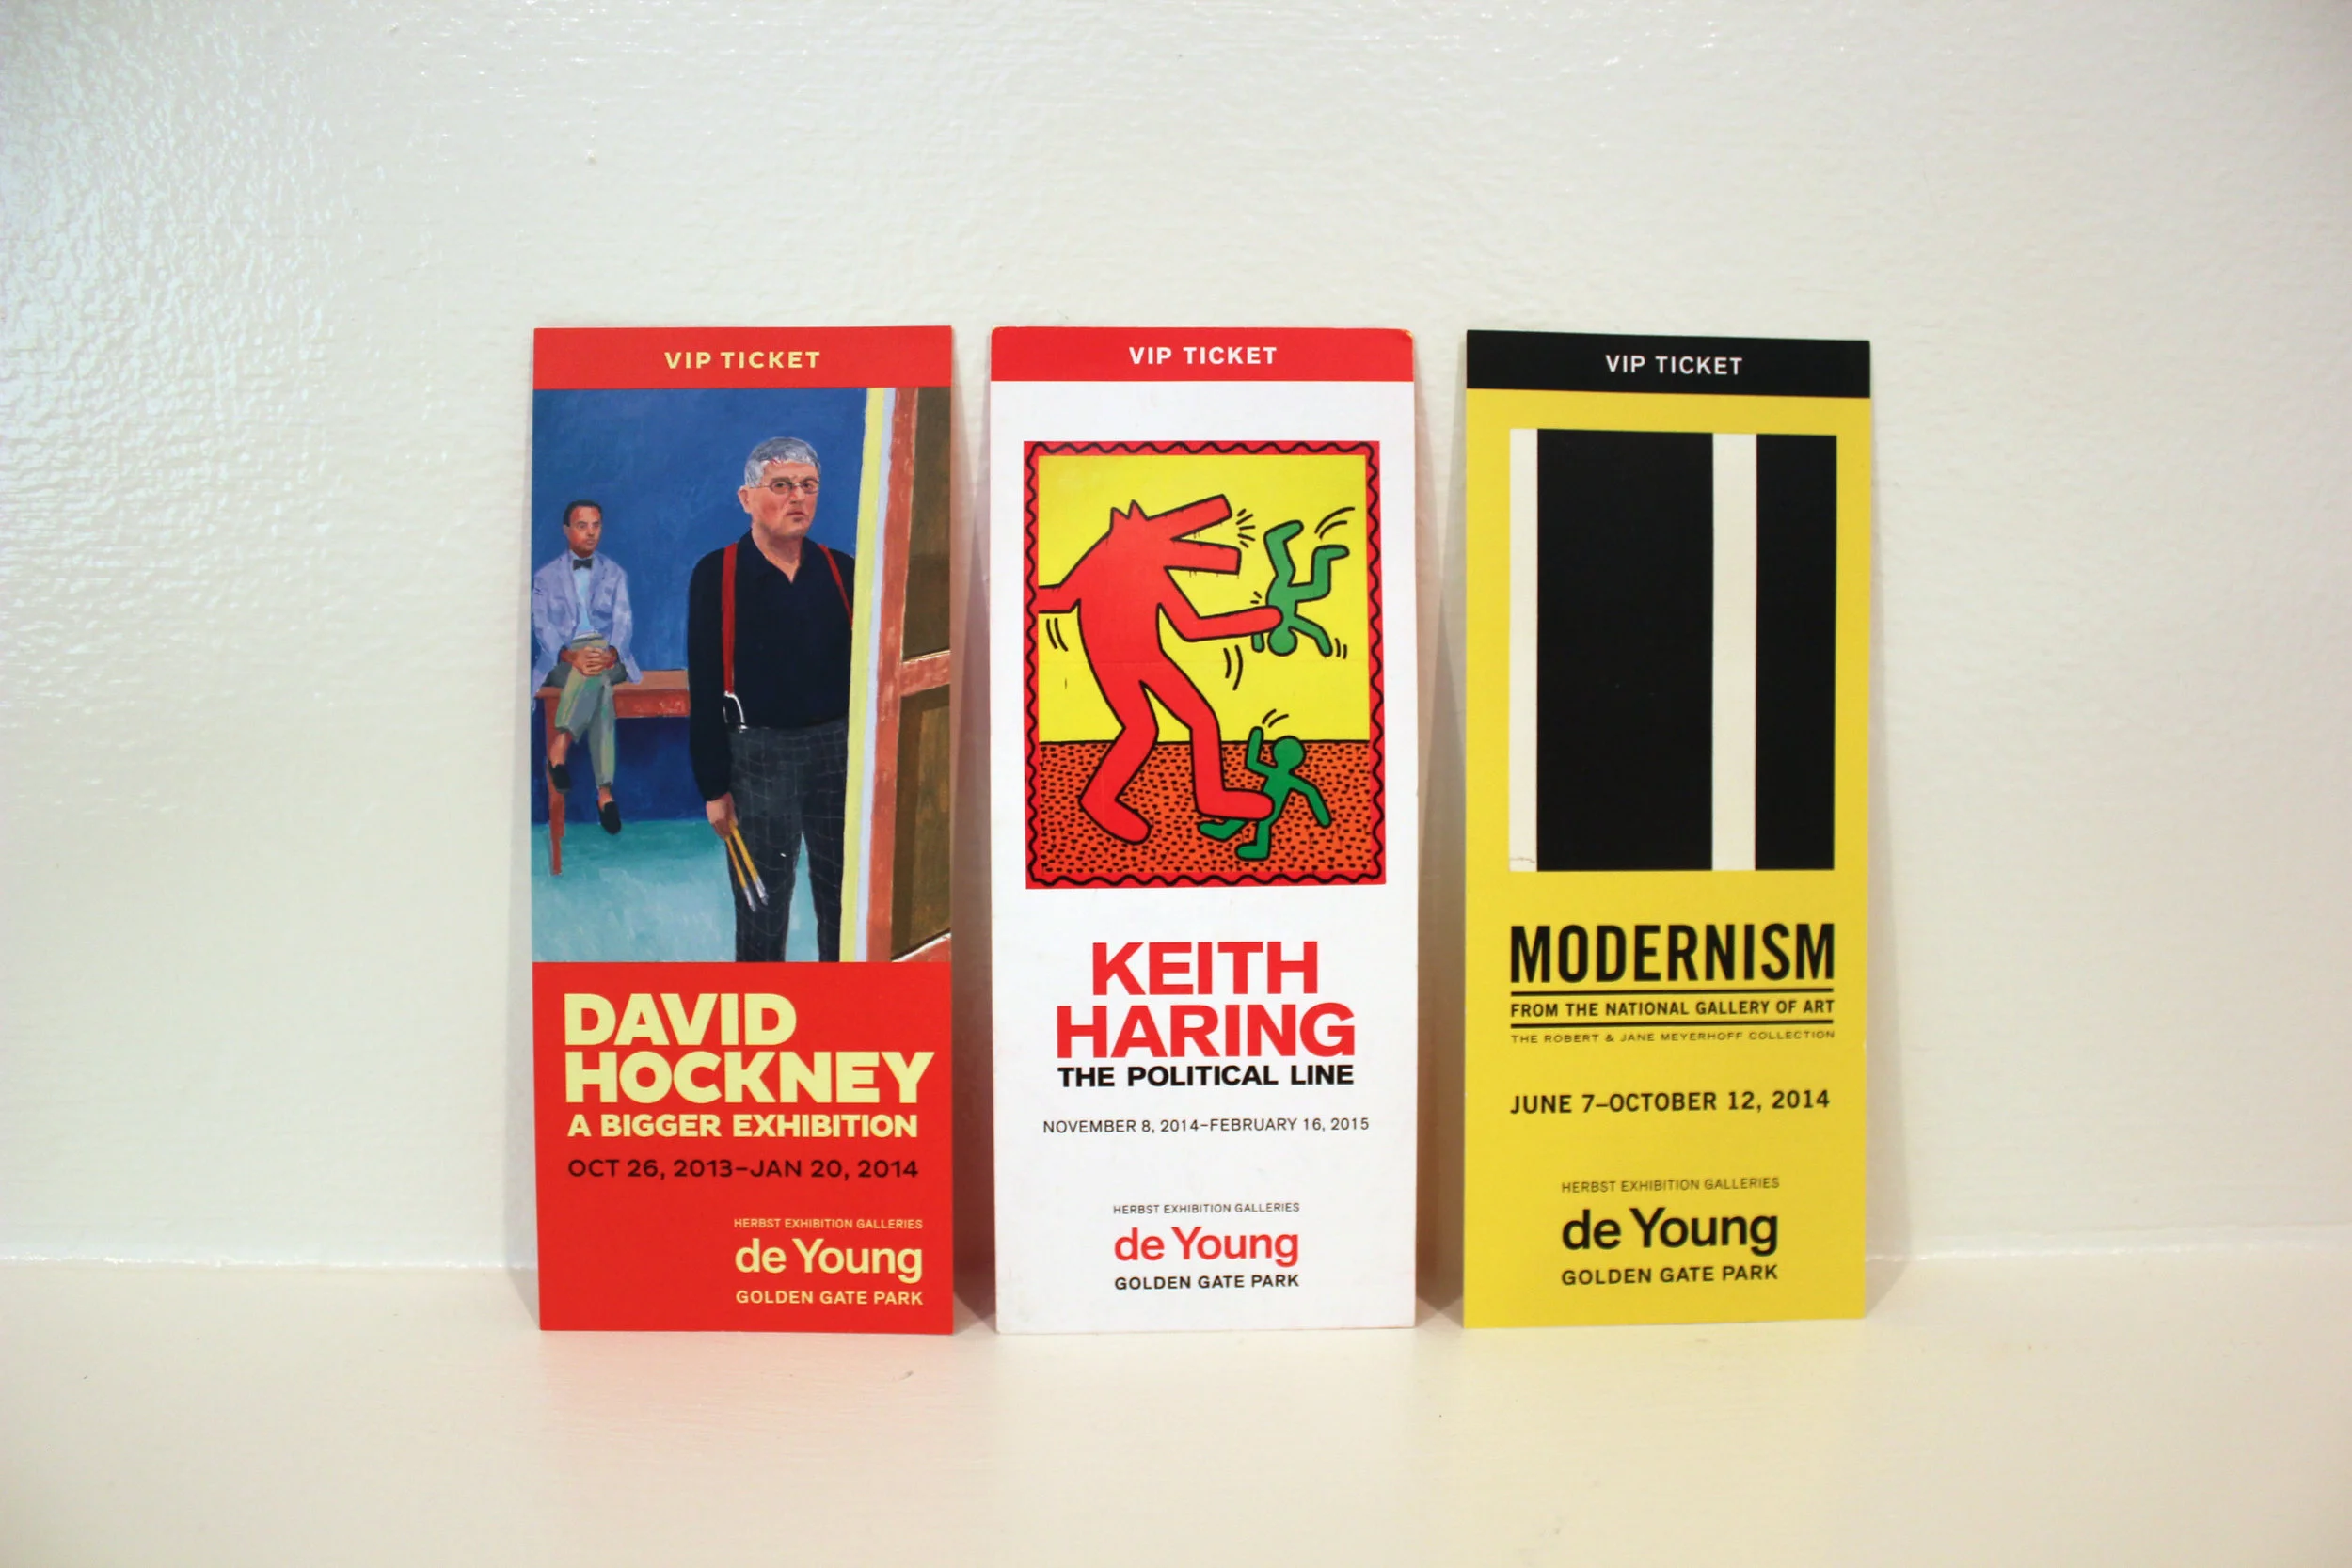 VIP TICKET
DAVID
HOCKNEY
A BIGGER EXHIBITION
OCT 26, 2013–JAN 20, 2014
HERBST EXHIBITION GALLERIES
de Young
GOLDEN GATE PARK
VIP TICKET
KEITH
HARING
THE POLITICAL LINE
NOVEMBER 8, 2014–FEBRUARY 16, 2015
HERBST EXHIBITION GALLERIES
de Young
GOLDEN GATE PARK
VIP TICKET
MODERNISM
FROM THE NATIONAL GALLERY OF ART
THE ROBERT & JANE MEYERHOFF COLLECTION
JUNE 7–OCTOBER 12, 2014
HERBST EXHIBITION GALLERIES
de Young
GOLDEN GATE PARK